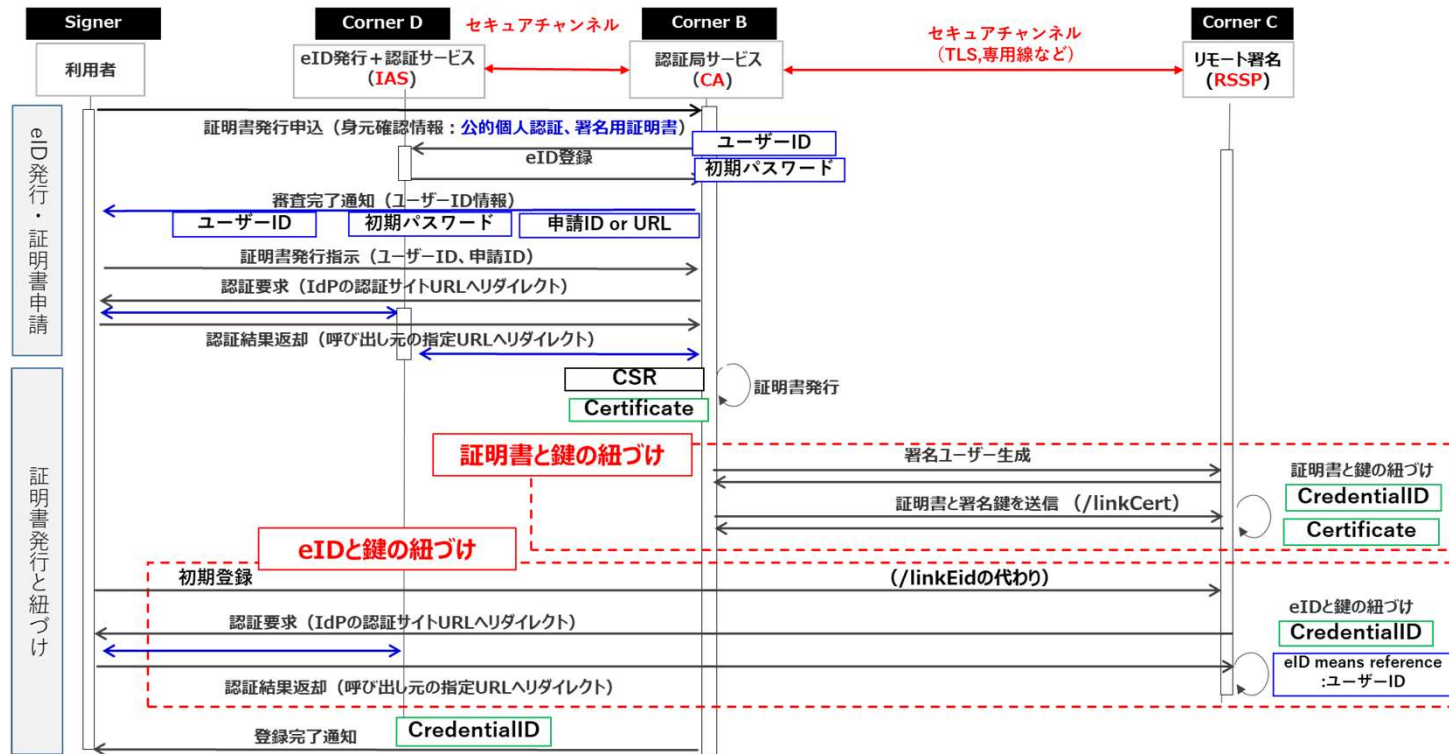 Signer
Corner D
Corner B
Corner C
利用者
eID発行+認証サービス
(IAS)
セキュアチャンネル
認証局サービス
(CA)
セキュアチャンネル
(TLS,専用線など)
リモート署名
(RSSP)
eID発行・証明書申請
証明書発行申込(身元確認情報:公的個人認証、署名用証明書)
ユーザーID
eID登録
初期パスワード
審査完了通知(ユーザーID情報)
ユーザーID
初期パスワード
申請ID or URL
証明書発行指示(ユーザーID、申請ID)
認証要求(IdPの認証サイトURLへリダイレクト)
認証結果返却(呼び出し元の指定URLへリダイレクト)
証明書発行と紐づけ
CSR
証明書発行
Certificate
証明書と鍵の紐づけ
署名ユーザー生成
証明書と鍵の紐づけ
CredentialID
証明書と署名鍵を送信 (/linkCert)
Certificate
eIDと鍵の紐づけ
初期登録
(/linkEidの代わり)
eIDと鍵の紐づけ
認証要求(IdPの認証サイトURLへリダイレクト)
CredentialID
eID means reference
:ユーザーID
認証結果返却(呼び出し元の指定URLへリダイレクト)
CredentialID
登録完了通知